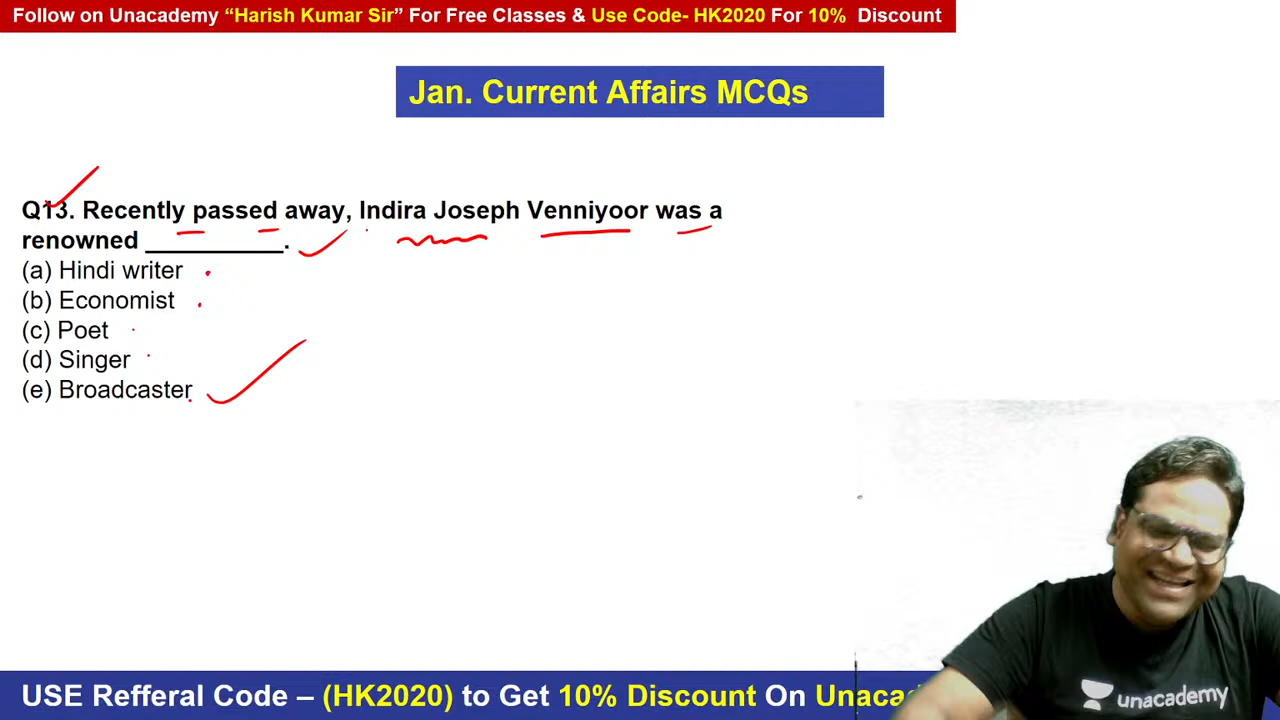 Follow on Unacademy “Harish Kumar Sir” For Free Classes & Use Code- HK2020 For 10% Discount
Jan. Current Affairs MCQs
Q13. Recently passed away, Indira Joseph Venniyoor was a
renowned __________.
(a) Hindi writer
(b) Economist
(c) Poet
(d) Singer
(e) Broadcaster
unacademy
USE Refferal Code – (HK2020) to Get 10% Discount On